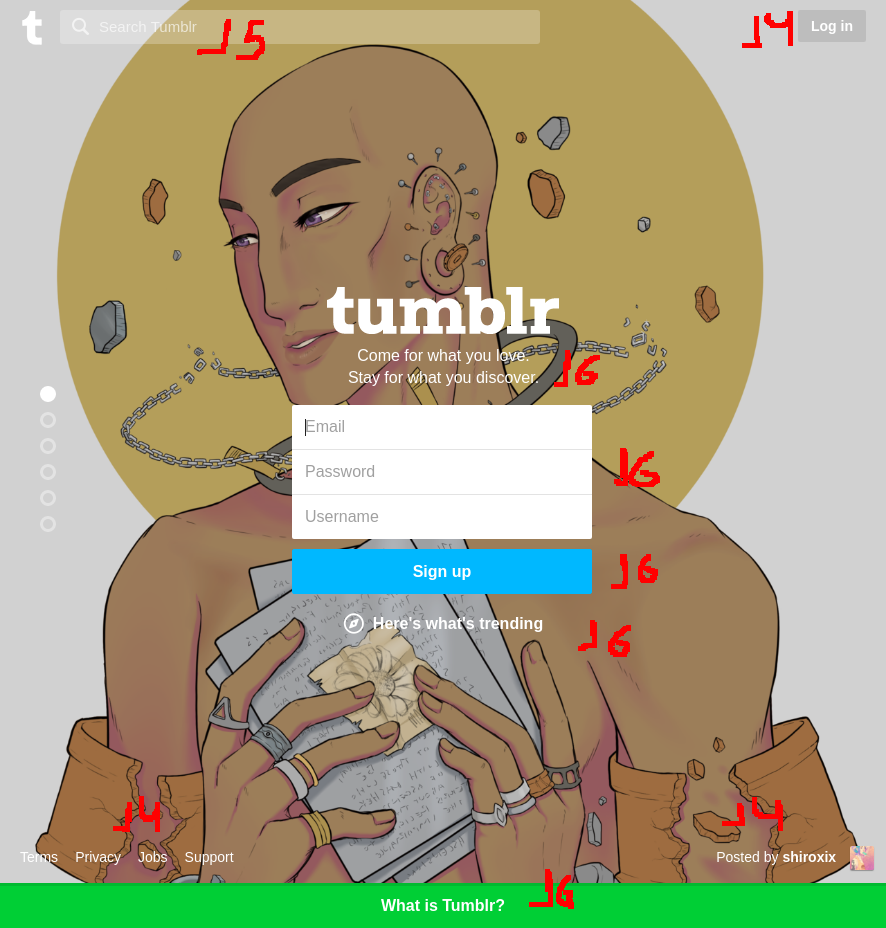 t
Search Tumblr
15
14
Log in
tumblr
Come for what you love.
Stay for what you discover.
16
Email
Password
16
Username
Sign up
16
Here's what's trending
16
14
14
Terms Privacy Jobs Support
Posted by shiroxix
What is Tumblr?
16